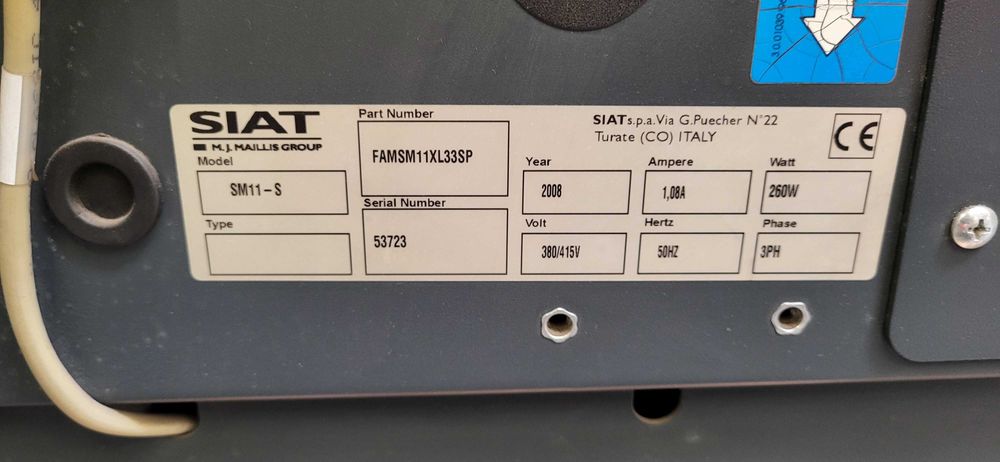 SIAT
M.J. MAILLIS GROUP
Model
SM11-S
Type
Part Number
FAMSM11XL33SP
Serial Number
53723
SIAT s.p.a. Via G.Puecher N°22
Turate (CO) ITALY
CE
Year
2008
Ampere
1,08A
Watt
260W
Volt
380/415V
Hertz
50HZ
Phase
3PH